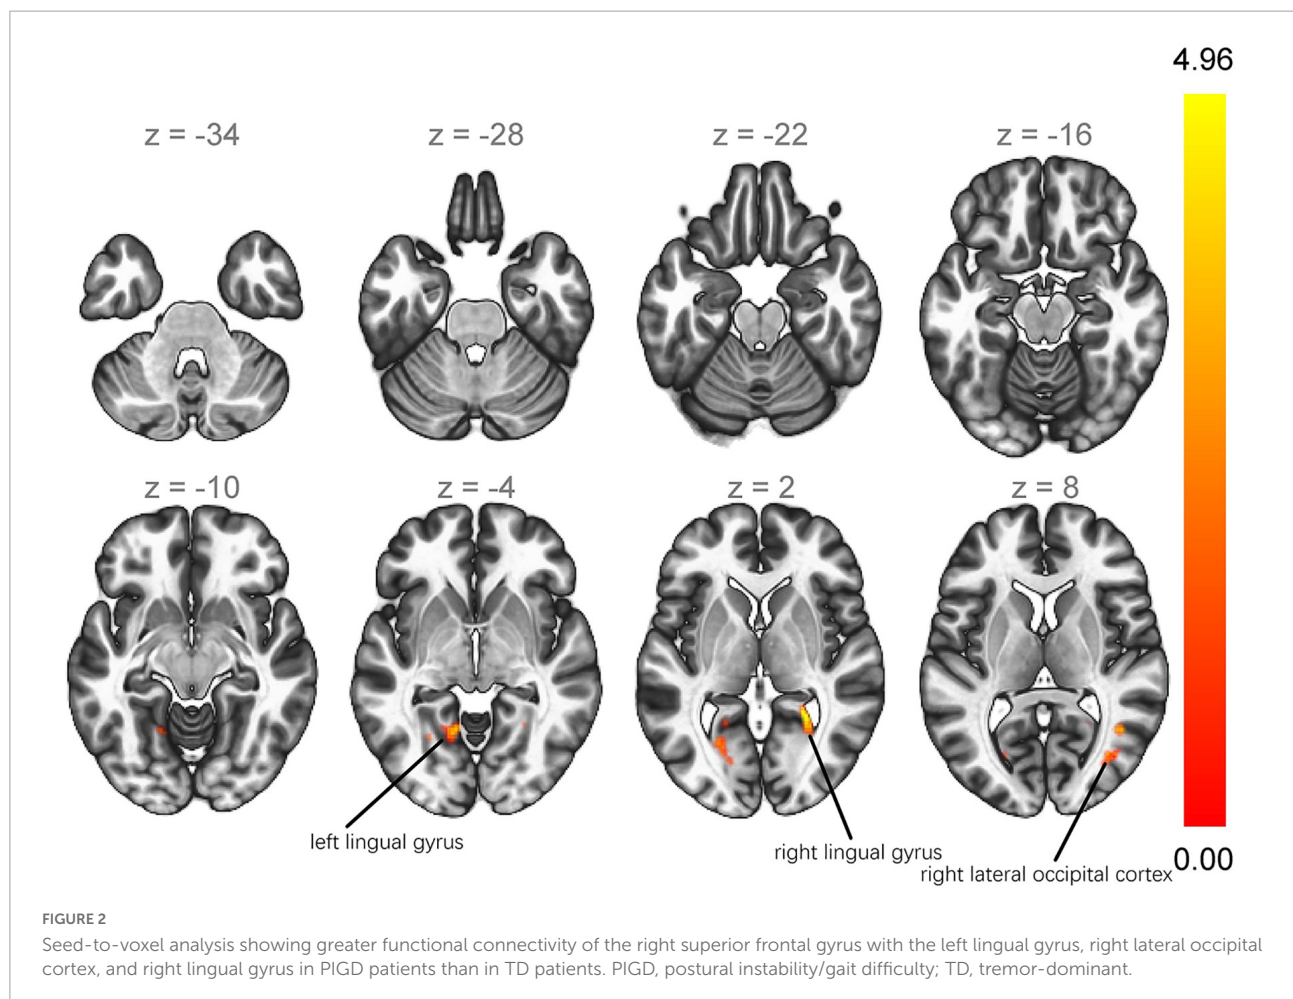 4.96
z = -34
z = -28
z = -22
z = -16
z = -10
z = -4
z = 2
z = 8
left lingual gyrus
right lingual gyrus
right lateral occipital cortex
0.00
FIGURE 2
Seed-to-voxel analysis showing greater functional connectivity of the right superior frontal gyrus with the left lingual gyrus, right lateral occipital
cortex, and right lingual gyrus in PIGD patients than in TD patients. PIGD, postural instability/gait difficulty; TD, tremor-dominant.